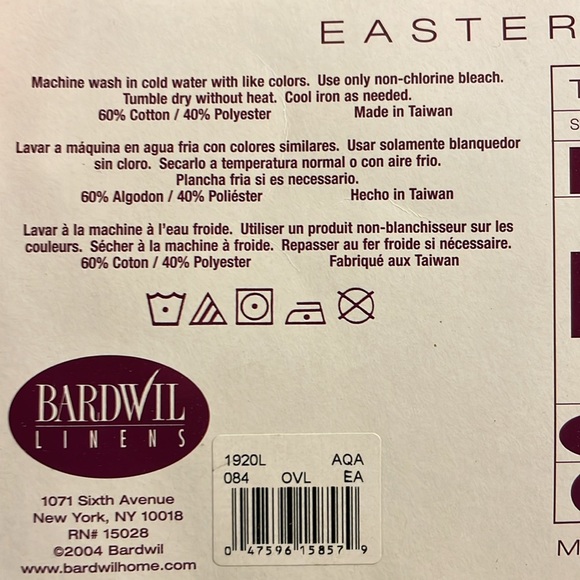 EASTER
Machine wash in cold water with like colors. Use only non-chlorine bleach.
Tumble dry without heat. Cool iron as needed.
60% Cotton / 40% Polyester Made in Taiwan
Lavar a máquina en agua fria con colores similares. Usar solamente blanquedor
sin cloro. Secarlo a temperatura normal o con aire frio.
Plancha fria si es necessario.
60% Algodon / 40% Poliéster Hecho in Taiwan
Lavar à la machine à l'eau froide. Utiliser un produit non-blanchisseur sur les
couleurs. Sécher à la machine à froide. Repasser au fer froide si nécessaire.
60% Coton / 40% Polyester Fabriqué aux Taiwan
BARDWIL
LINENS
1071 Sixth Avenue
New York, NY 10018
RN# 15028
©2004 Bardwil
www.bardwilhome.com
1920L AQA
084 OVL EA
0 47596 15857 9
T
S
M